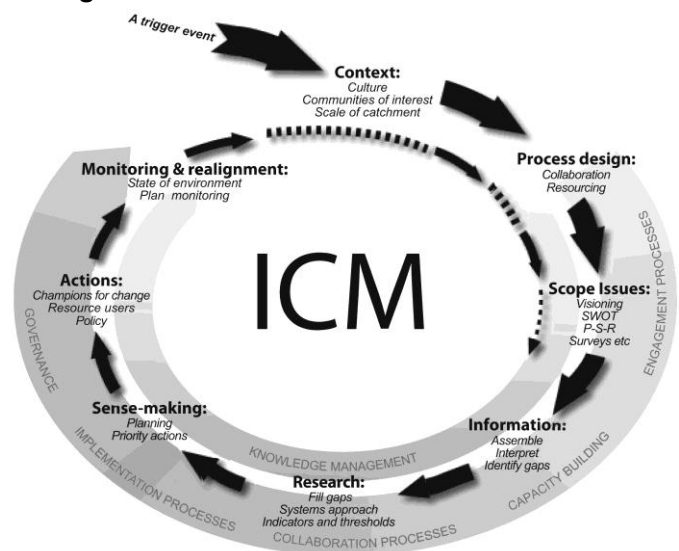 A trigger event
Context:
Culture
Communities of interest
Scale of catchment
Process design:
Collaboration
Resourcing
Scope Issues:
Visioning
SWOT
P-S-R
Surveys etc
Information:
Assemble
Interpret
Identify gaps
Research:
Fill gaps
Systems approach
Indicators and thresholds
Sense-making:
Planning
Priority actions
Actions:
Champions for change
Resource users
Policy
Monitoring & realignment:
State of environment
Plan monitoring
ICM
KNOWLEDGE MANAGEMENT
ENGAGEMENT PROCESSES
CAPACITY BUILDING
COLLABORATION PROCESSES
IMPLEMENTATION PROCESSES
GOVERNANCE